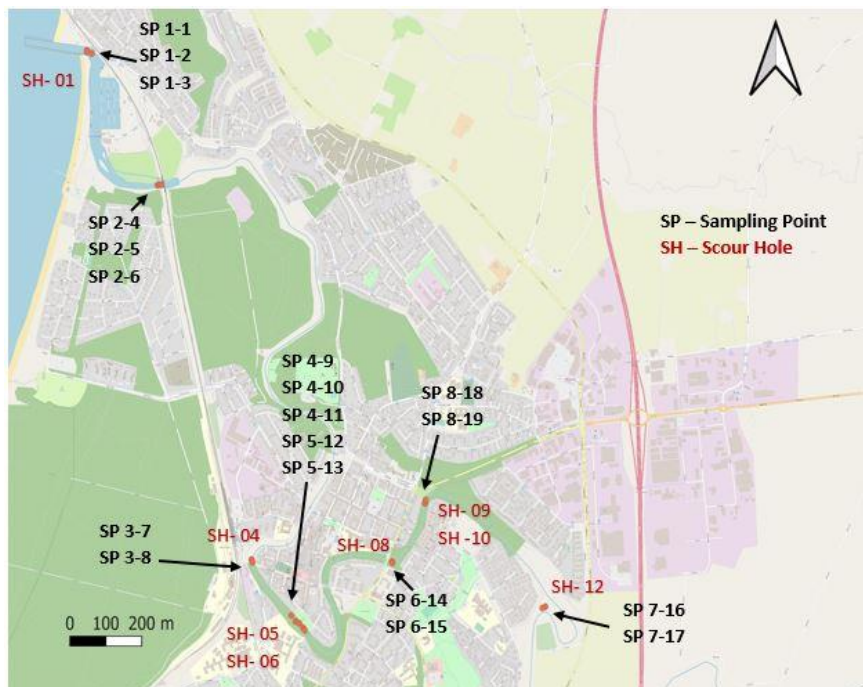 SP 1-1
SP 1-2
SP 1-3
SH- 01
SP 2-4
SP 2-5
SP 2-6
SP – Sampling Point
SH – Scour Hole
SP 4-9
SP 4-10
SP 4-11
SP 5-12
SP 5-13
SP 8-18
SP 8-19
SP 3-7
SP 3-8
SH- 04
SH- 09
SH -10
SH- 08
SH- 12
SP 6-14
SP 6-15
SP 7-16
SP 7-17
SH- 05
SH- 06
0 100 200 m